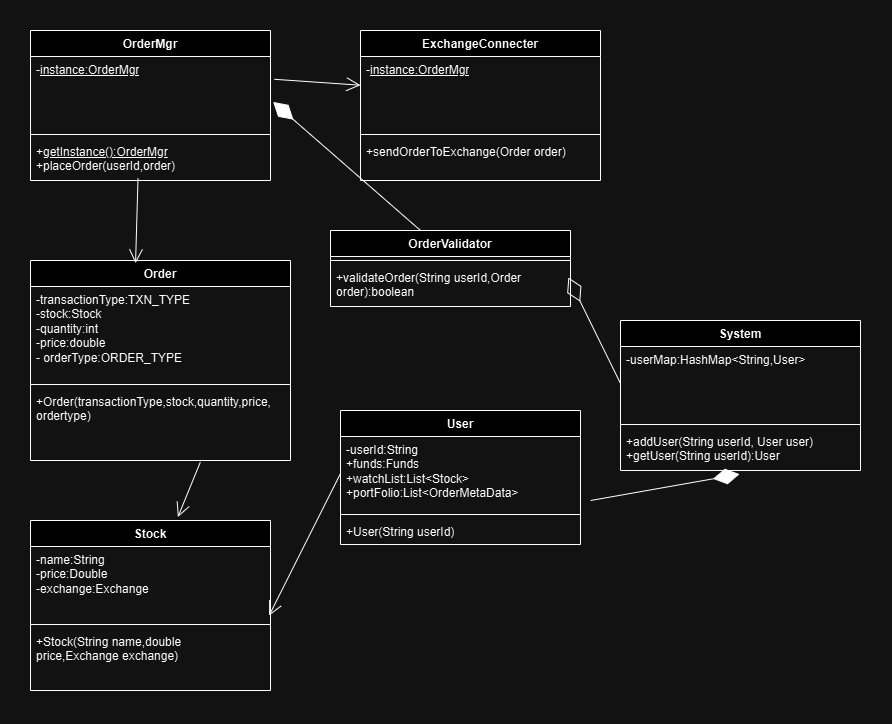 OrderMgr
-instance:OrderMgr
+getInstance():OrderMgr
+placeOrder(userId,order)
ExchangeConnecter
-instance:OrderMgr
+sendOrderToExchange(Order order)
OrderValidator
+validateOrder(String userId,Order
order):boolean
Order
-transactionType:TXN_TYPE
-stock:Stock
-quantity:int
-price:double
- orderType:ORDER_TYPE
+Order(transactionType,stock,quantity,price,
ordertype)
System
-userMap:HashMap<String,User>
+addUser(String userId, User user)
+getUser(String userId):User
User
-userId:String
+funds:Funds
+watchList:List<Stock>
+portFolio:List<OrderMetaData>
+User(String userId)
Stock
-name:String
-price:Double
-exchange:Exchange
+Stock(String name,double
price,Exchange exchange)